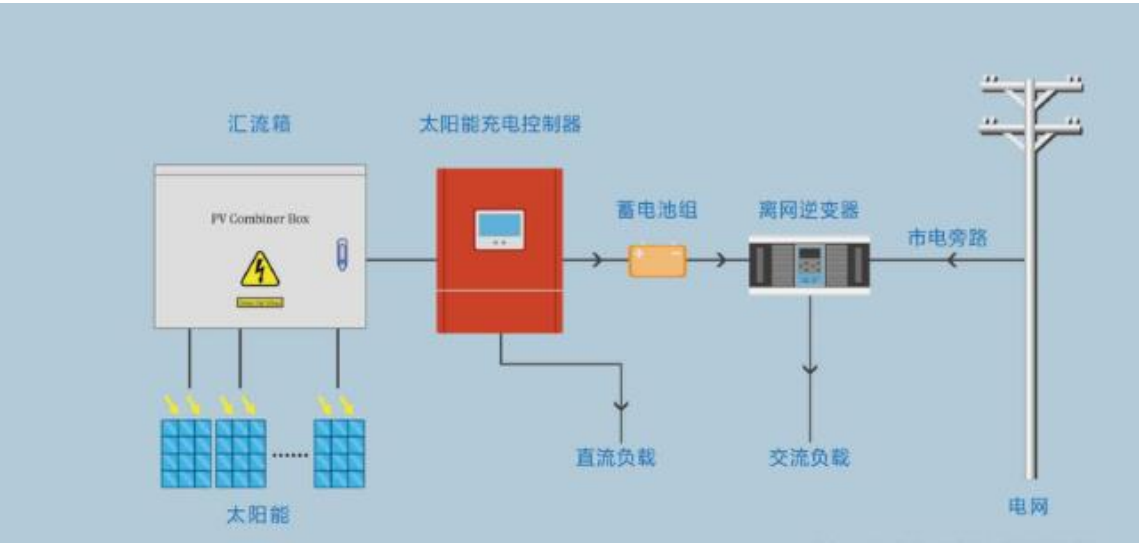 汇流箱
太阳能充电控制器
PV Combiner Box
蓄电池组
离网逆变器
市电旁路
直流负载
交流负载
太阳能
电网